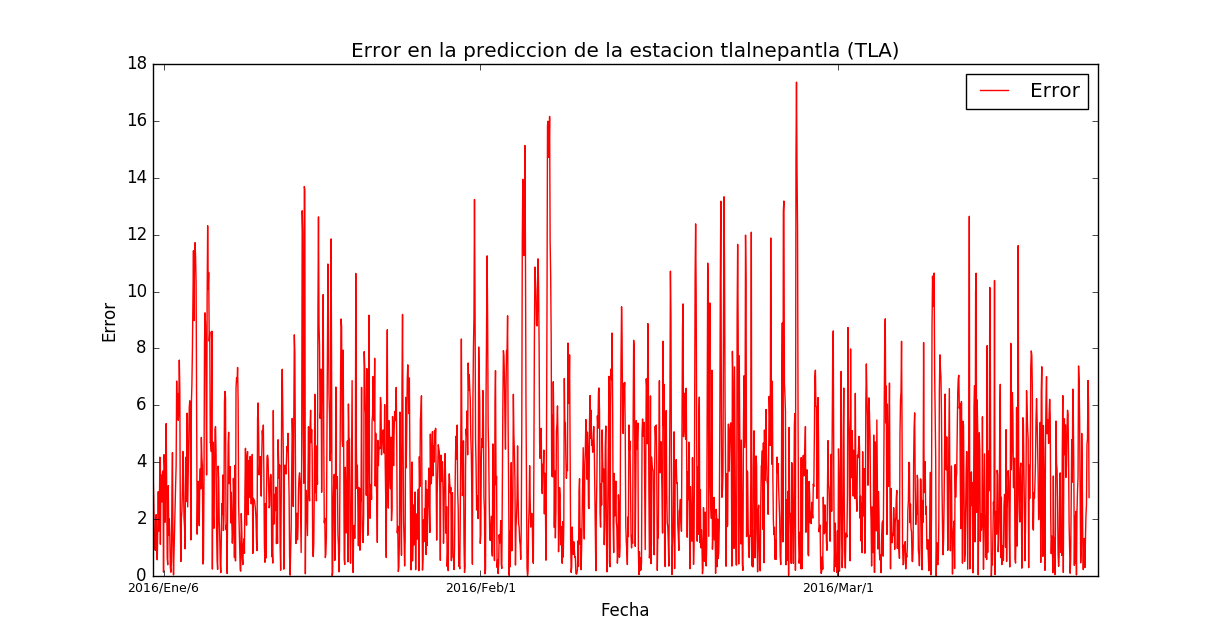 Error en la prediccion de la estacion tlalnepantla (TLA)
Error
18
16
14
12
10
8
6
4
2
0
Error
2016/Ene/6
2016/Feb/1
2016/Mar/1
Fecha